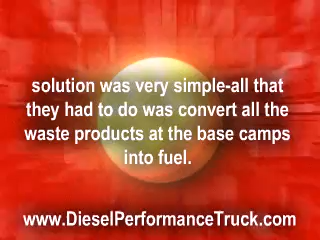 solution was very simple-all that
they had to do was convert all the
waste products at the base camps
into fuel.
www.DieselPerformanceTruck.com